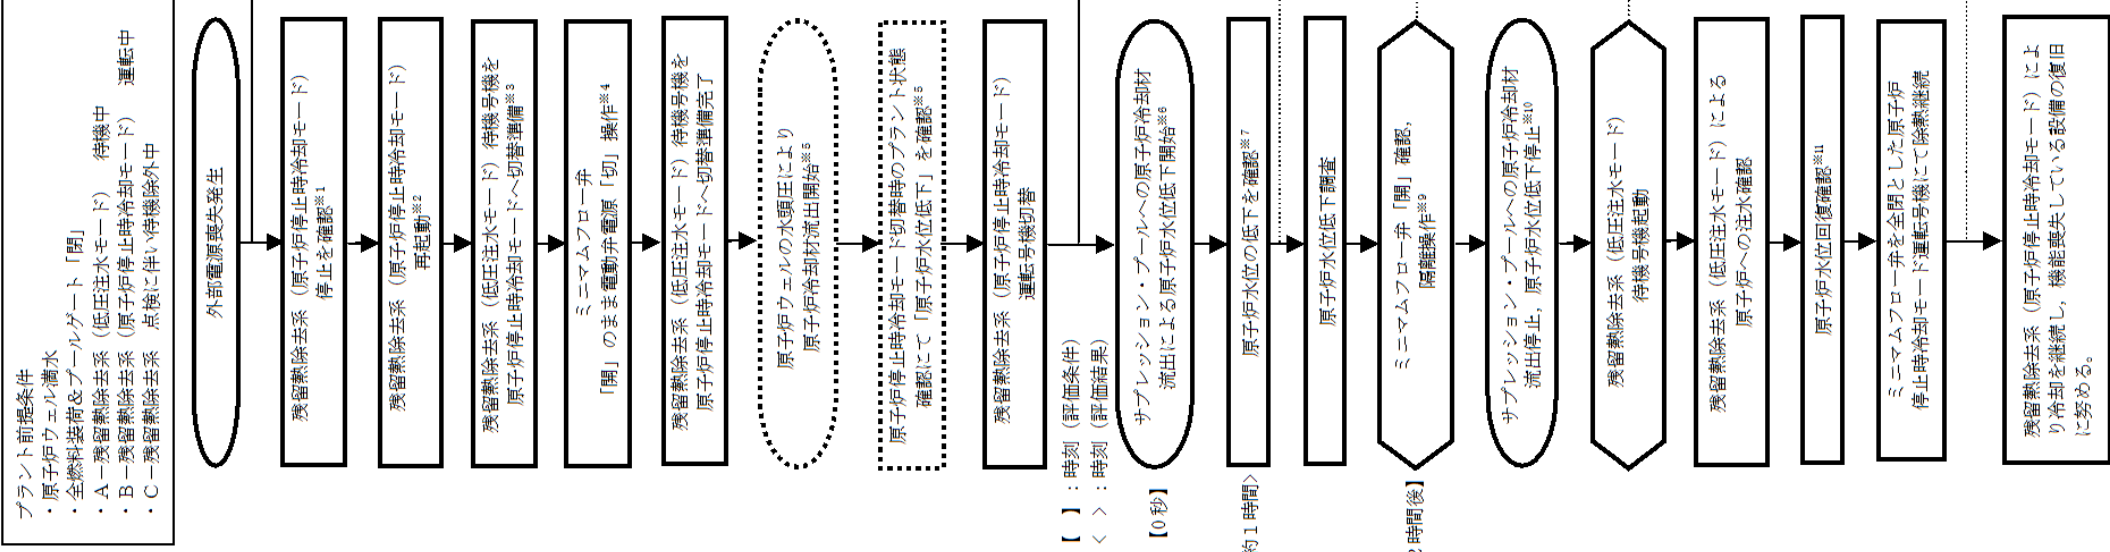 プラント前提条件
・原子炉ウェル満水
・全燃料装荷&プールゲート「閉」
・A－残留熱除去系（低圧注水モード）　待機中
・B－残留熱除去系（原子炉停止時冷却モード）　運転中
・C－残留熱除去系　点検に伴い待機除外中
外部電源喪失発生
残留熱除去系（原子炉停止時冷却モード）
停止を確認※1
残留熱除去系（原子炉停止時冷却モード）
再起動※2
残留熱除去系（低圧注水モード）待機号機を
原子炉停止時冷却モードへ切替準備※3
ミニマムフロー弁
「開」のまま電動弁電源「切」操作※4
残留熱除去系（低圧注水モード）待機号機を
原子炉停止時冷却モードへ切替準備完了
原子炉ウェルの水頭圧により
原子炉冷却材流出開始※5
原子炉停止時冷却モード切替時のプラント状態
確認にて「原子炉水位低下」を確認※5
残留熱除去系（原子炉停止時冷却モード）
運転号機切替
【　】：時刻（評価条件）
＜　＞：時刻（評価結果）
サプレッション・プールへの原子炉冷却材
流出による原子炉水位低下開始※6
【0秒】
原子炉水位の低下を確認※7
約1時間>
原子炉水位低下調査
ミニマムフロー弁「開」確認，
隔離操作※9
時間後】
サプレッション・プールへの原子炉冷却材
流出停止，原子炉水位低下停止※10
残留熱除去系（低圧注水モード）
待機号機起動
残留熱除去系（低圧注水モード）による
原子炉への注水確認
原子炉水位回復確認※11
ミニマムフロー弁を全閉とした原子炉
停止時冷却モード運転号機にて除熱継続
残留熱除去系（原子炉停止時冷却モード）によ
り冷却を継続し，機能喪失している設備の復旧
に努める。